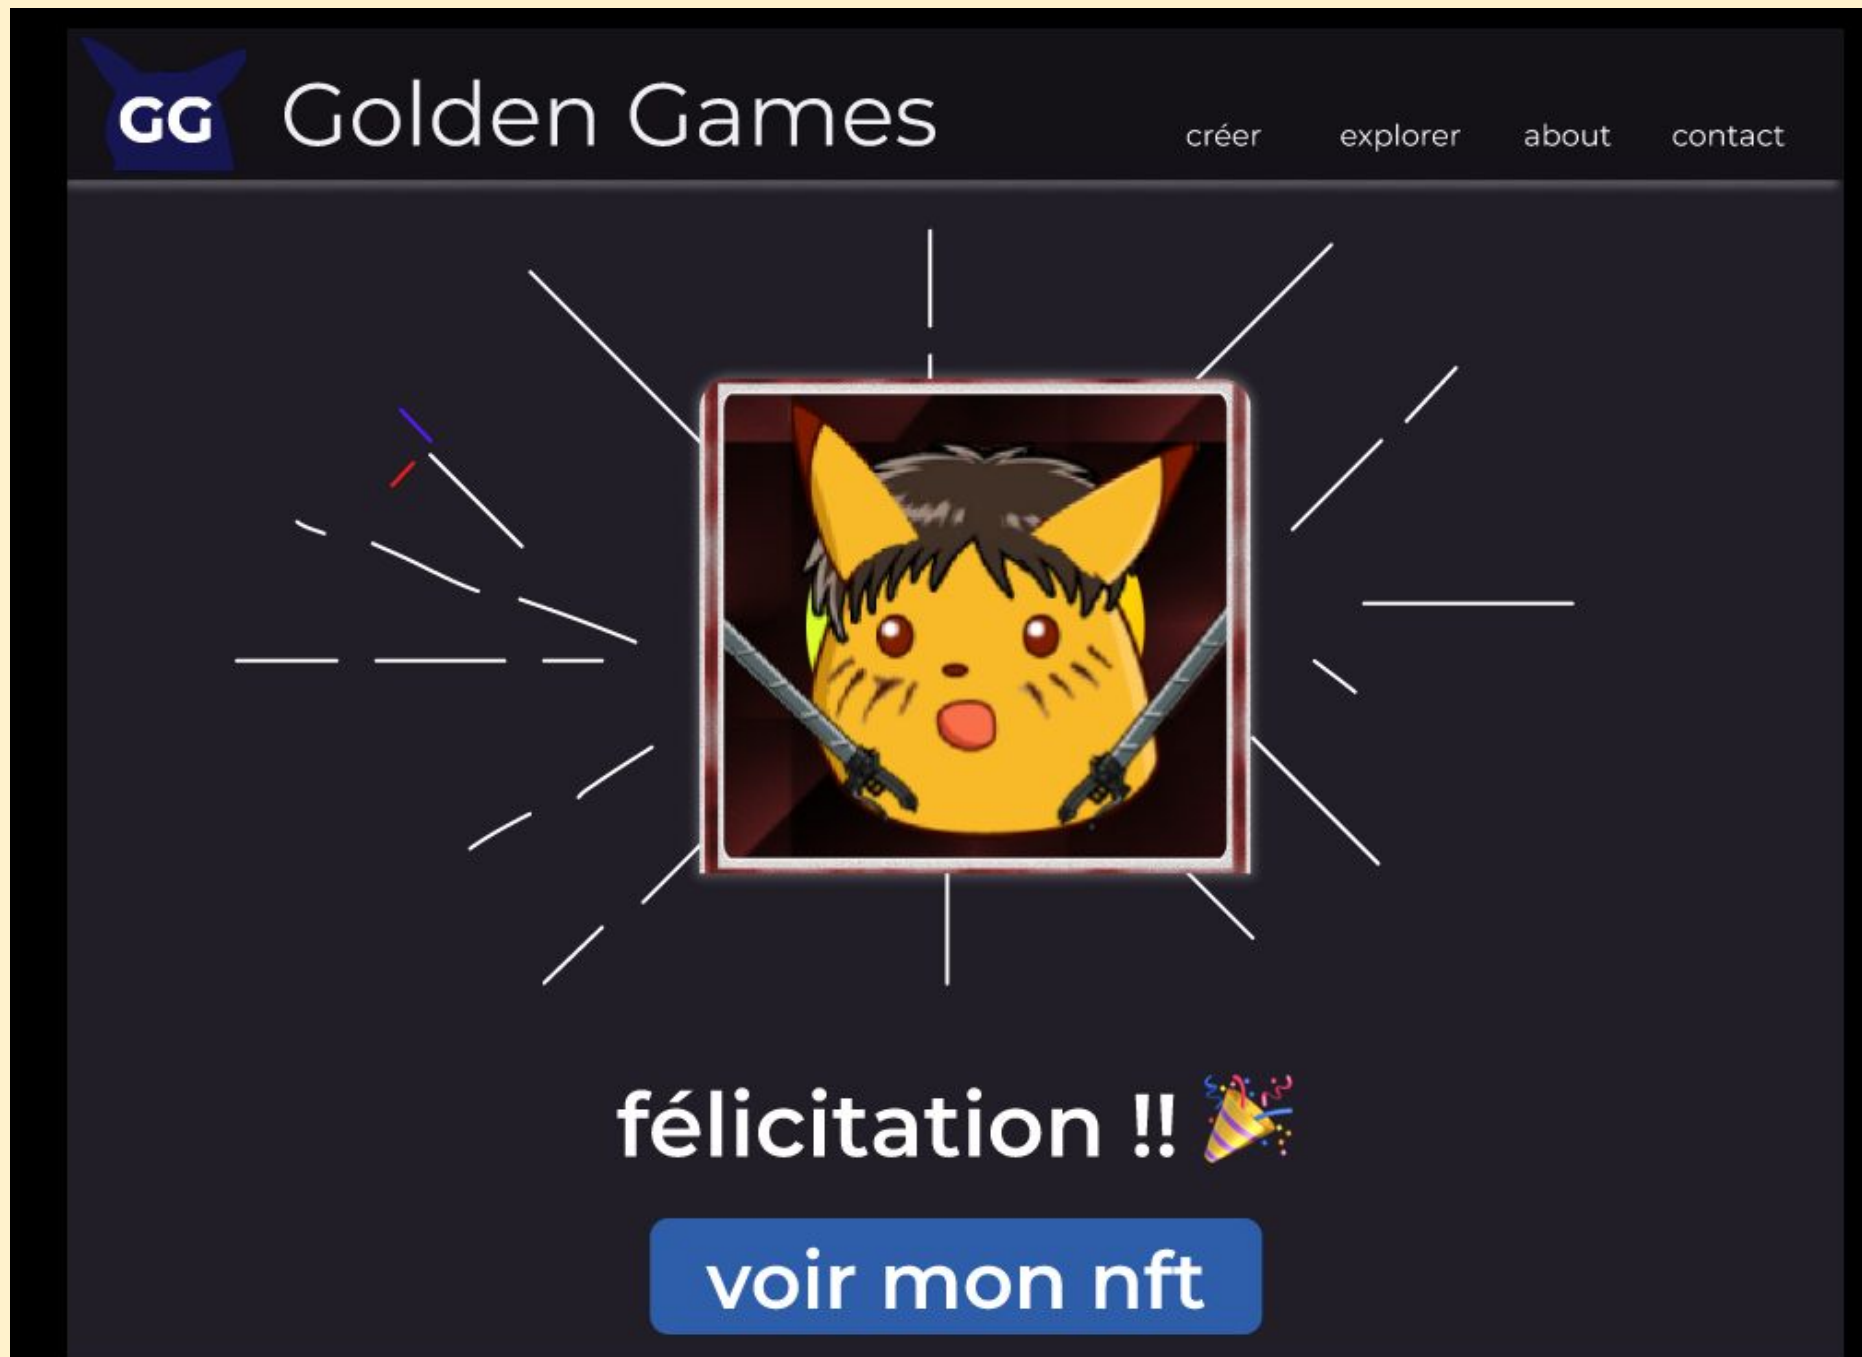 GG Golden Games créer explorer about contact
félicitation !! 🎉
voir mon nft